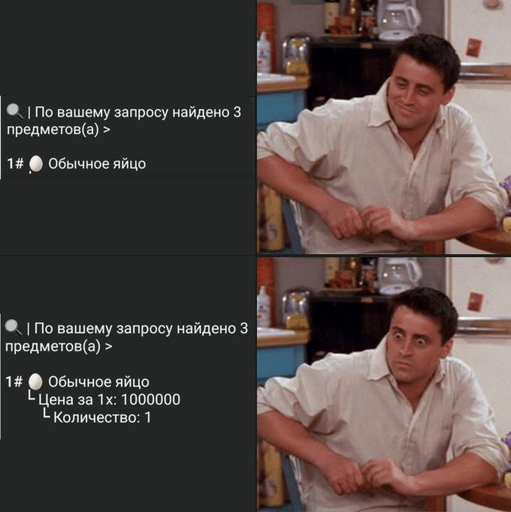 🔍 | По вашему запросу найдено 3
предметов(а) >
1# 🥚 Обычное яйцо
🔍 | По вашему запросу найдено 3
предметов(а) >
1# 🥚 Обычное яйцо
┗ Цена за 1x: 1000000
┗ Количество: 1